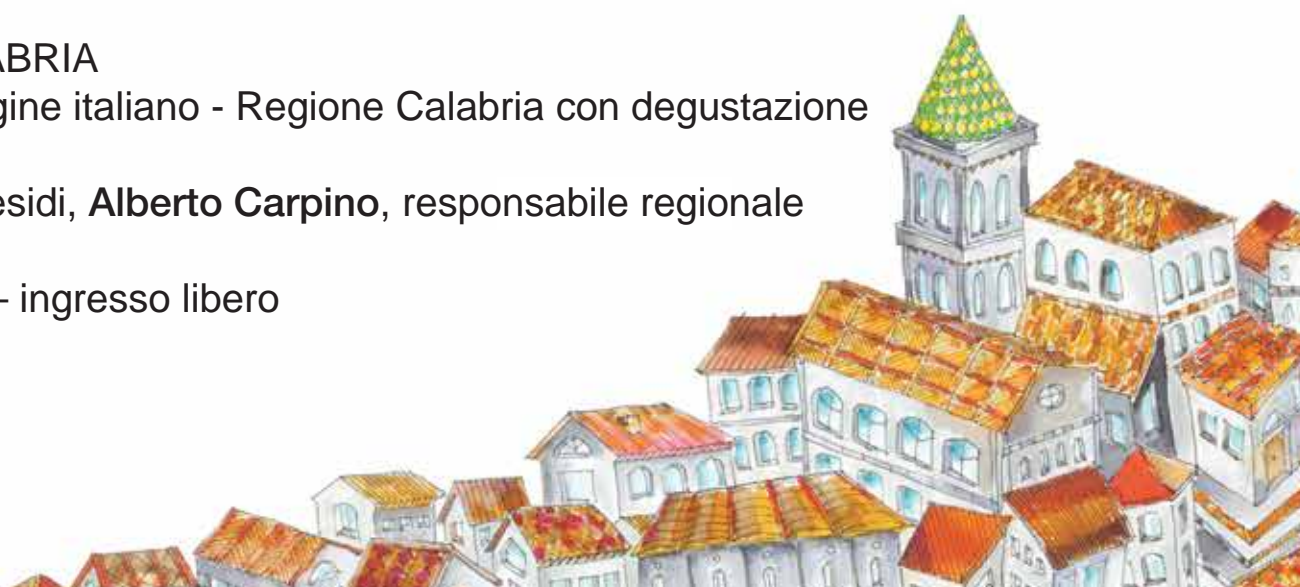 ABRIA
gine italiano - Regione Calabria con degustazione
esidi, Alberto Carpino, responsabile regionale
– ingresso libero